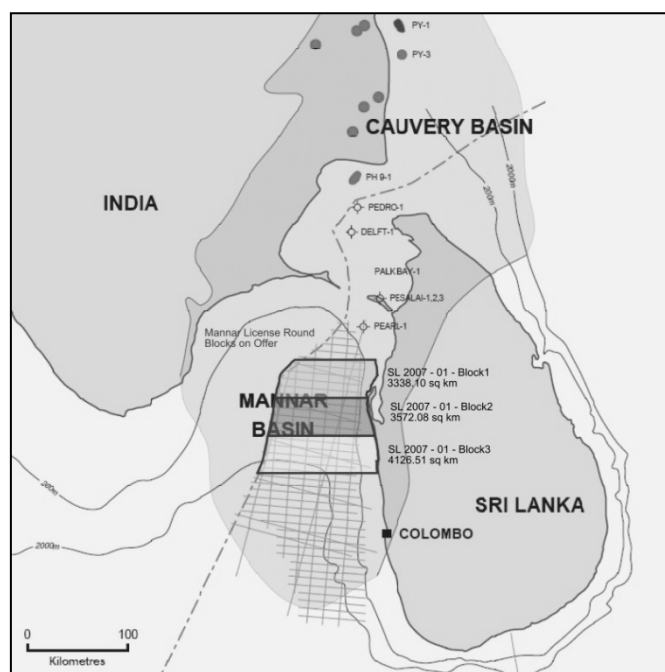 PY-1
PY-3
CAUVERY BASIN
INDIA
PH 9-1
PEDRO-1
DELFT-1
PALKBAY-1
PESALAI-1,2,3
PEARL-1
200m
2000m
Mannar License Round
Blocks on Offer
SL 2007 - 01 - Block1
3338.10 sq km
MANNAR
BASIN
SL 2007 - 01 - Block2
3572.08 sq km
SL 2007 - 01 - Block3
4126.51 sq km
200m
2000m
SRI LANKA
COLOMBO
0 100
Kilometres